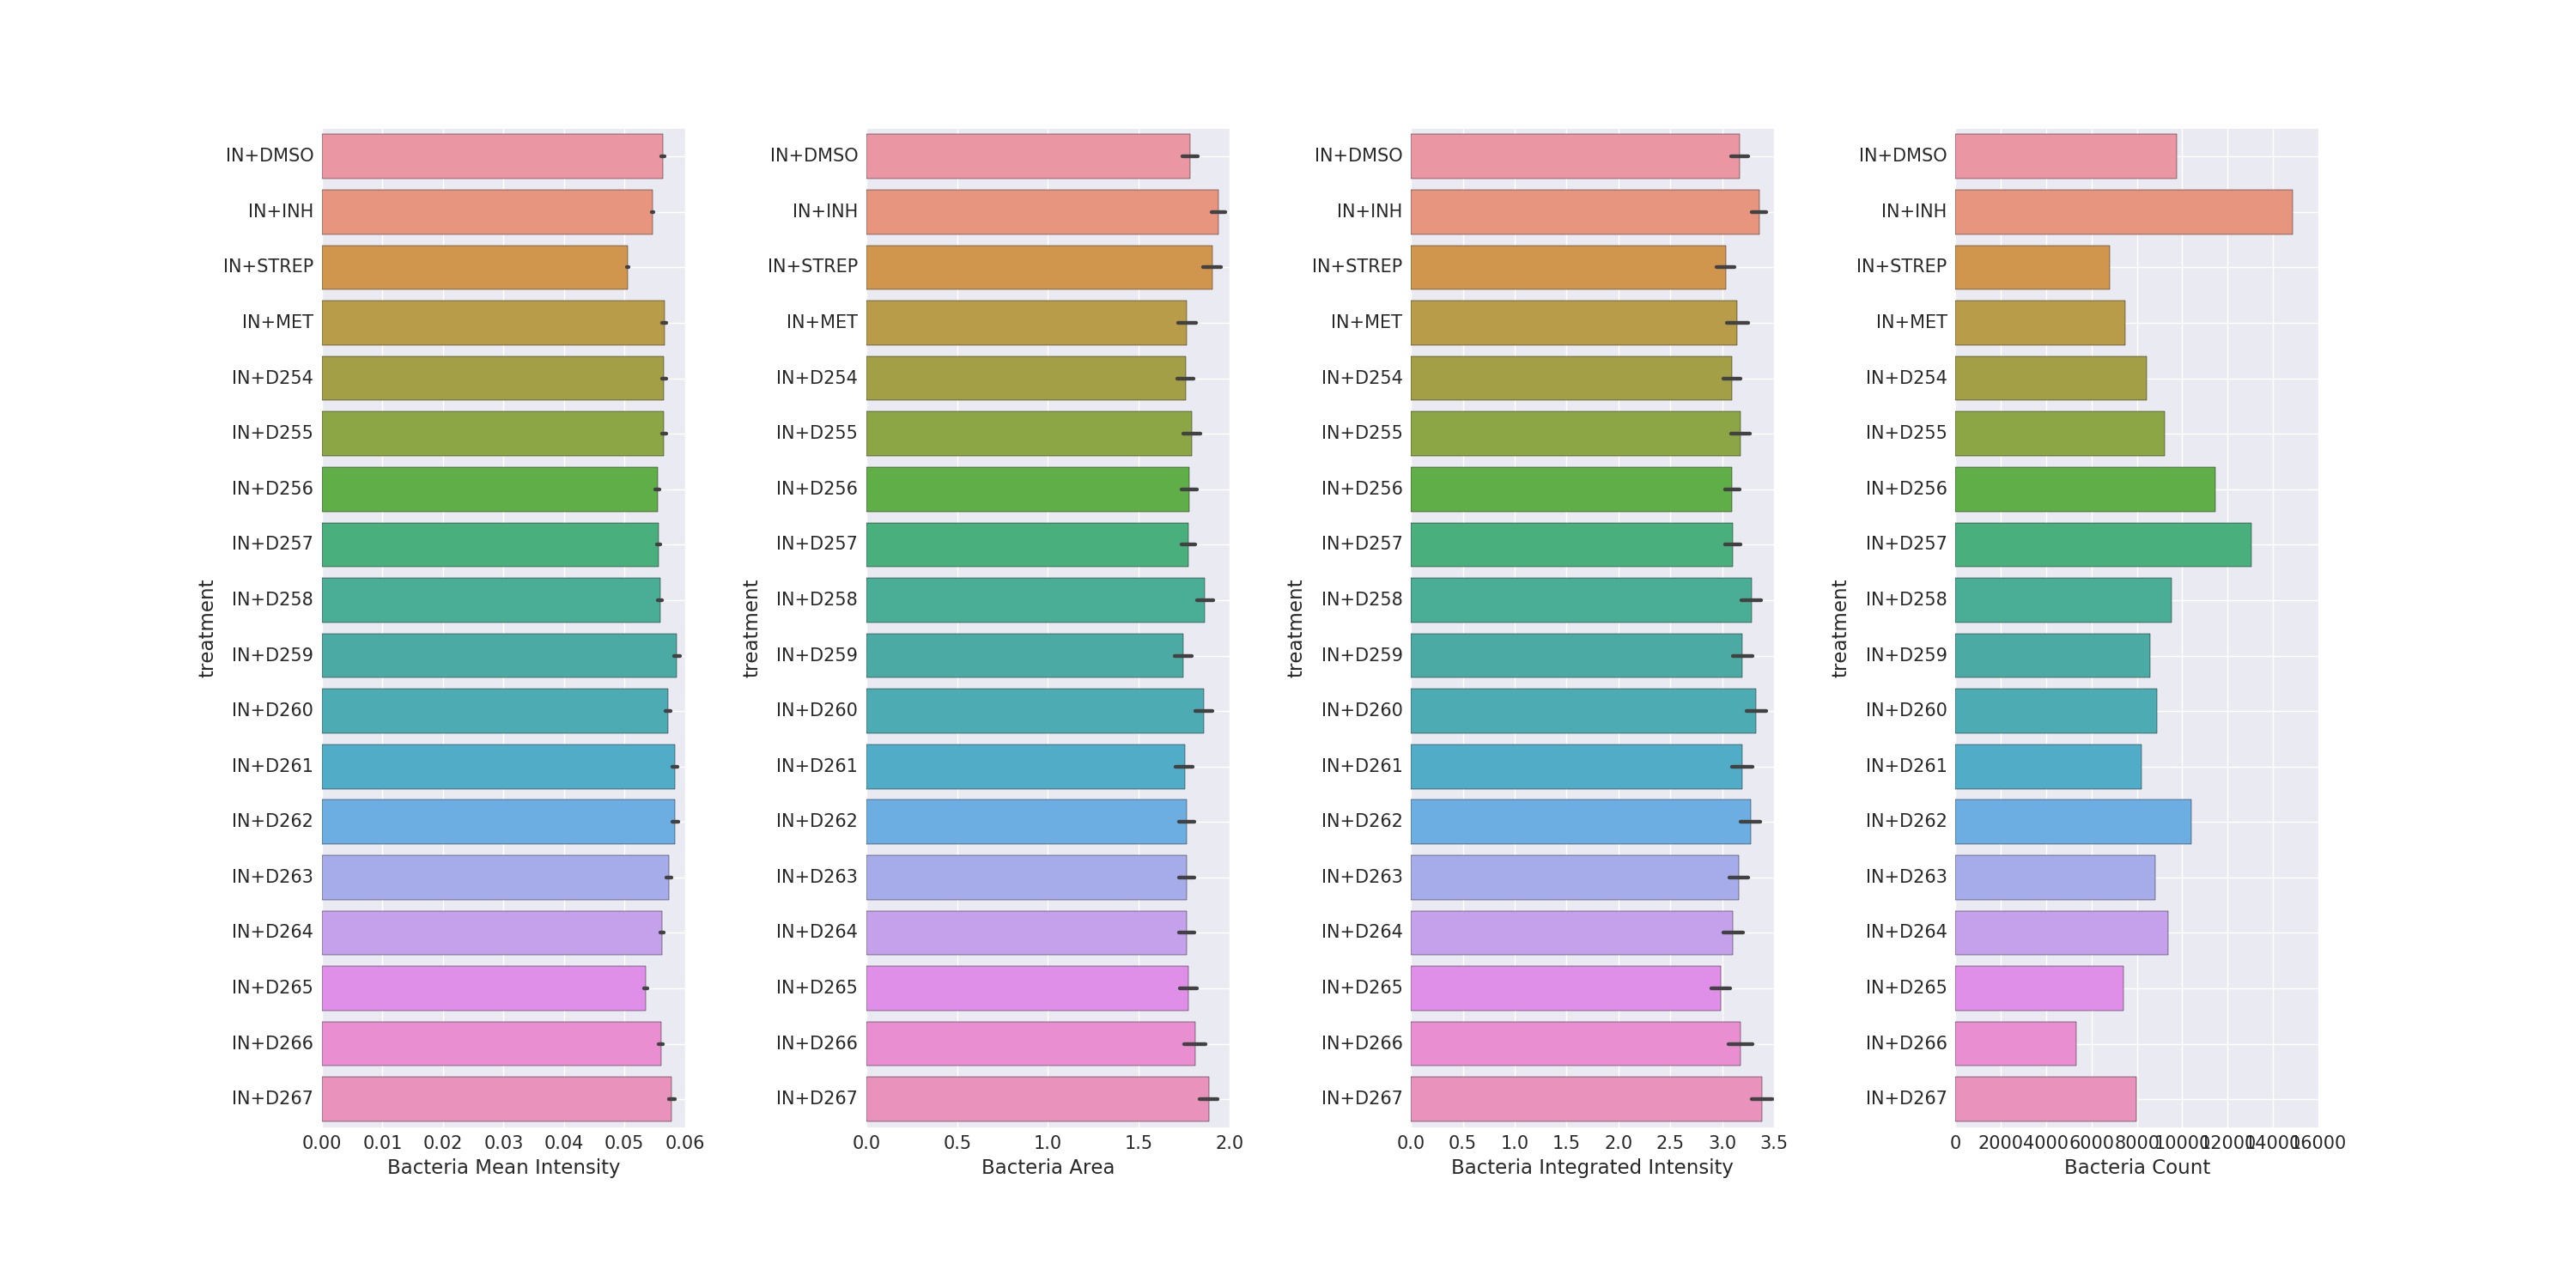 IN+DMSO
IN+INH
IN+STREP
IN+MET
IN+D254
IN+D255
IN+D256
IN+D257
IN+D258
IN+D259
IN+D260
IN+D261
IN+D262
IN+D263
IN+D264
IN+D265
IN+D266
IN+D267
treatment
0.00 0.01 0.02 0.03 0.04 0.05 0.06
Bacteria Mean Intensity
IN+DMSO
IN+INH
IN+STREP
IN+MET
IN+D254
IN+D255
IN+D256
IN+D257
IN+D258
IN+D259
IN+D260
IN+D261
IN+D262
IN+D263
IN+D264
IN+D265
IN+D266
IN+D267
treatment
0.0 0.5 1.0 1.5 2.0
Bacteria Area
IN+DMSO
IN+INH
IN+STREP
IN+MET
IN+D254
IN+D255
IN+D256
IN+D257
IN+D258
IN+D259
IN+D260
IN+D261
IN+D262
IN+D263
IN+D264
IN+D265
IN+D266
IN+D267
treatment
0.0 0.5 1.0 1.5 2.0 2.5 3.0 3.5
Bacteria Integrated Intensity
IN+DMSO
IN+INH
IN+STREP
IN+MET
IN+D254
IN+D255
IN+D256
IN+D257
IN+D258
IN+D259
IN+D260
IN+D261
IN+D262
IN+D263
IN+D264
IN+D265
IN+D266
IN+D267
treatment
0 2000 4000 6000 8000 10000 12000 14000 16000
Bacteria Count